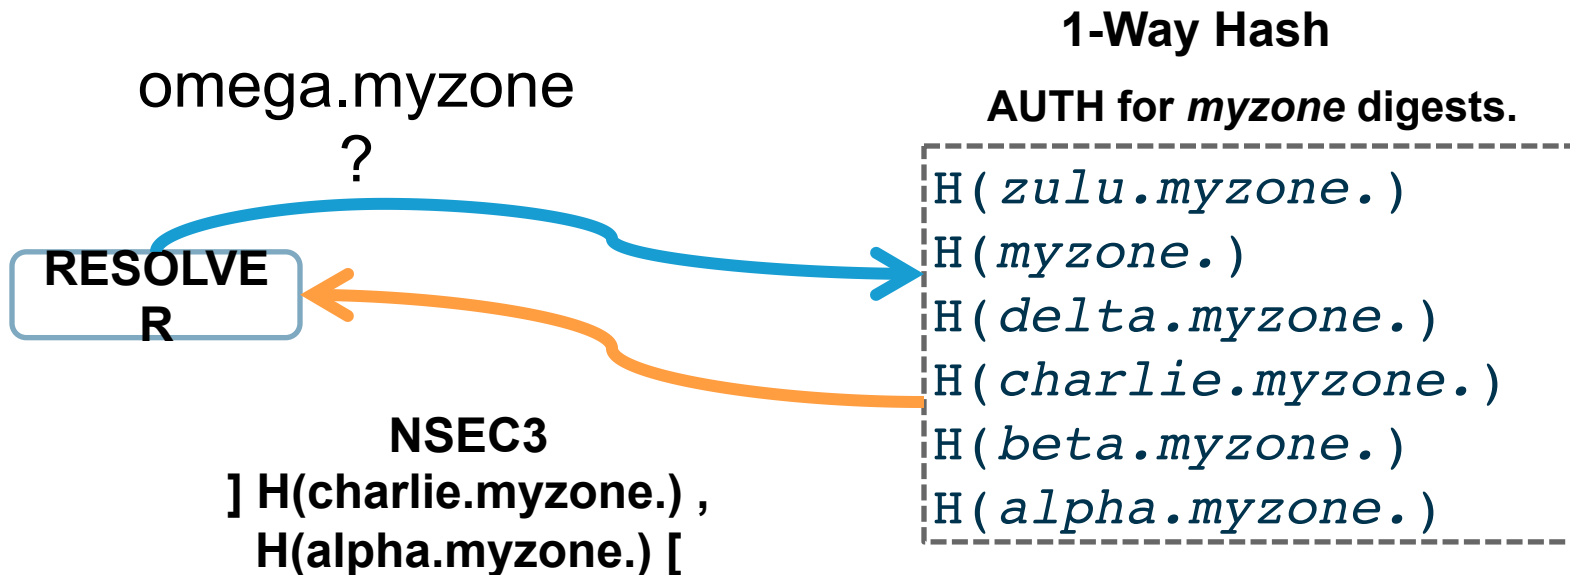 1-Way Hash
omega.myzone
?
AUTH for myzone digests.
H(zulu.myzone.)
H(myzone.)
H(delta.myzone.)
H(charlie.myzone.)
H(beta.myzone.)
H(alpha.myzone.)
RESOLVE
R
NSEC3
] H(charlie.myzone.) ,
H(alpha.myzone.) [